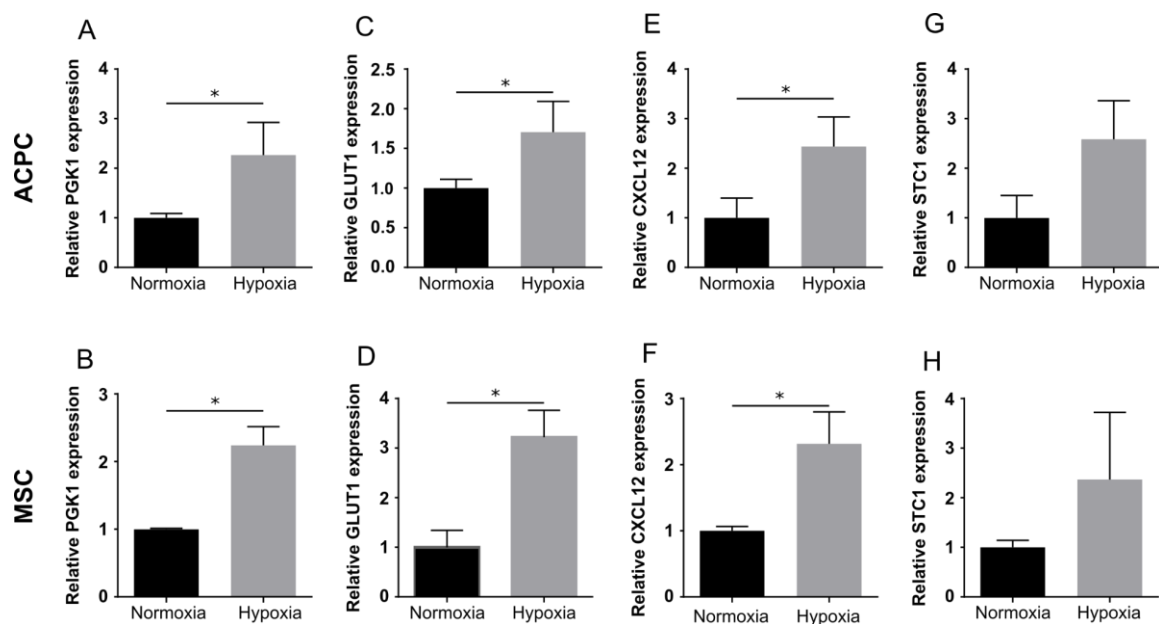 ACPC
A
Relative PGK1 expression
4
3
2
1
0
*
Normoxia Hypoxia
C
Relative GLUT1 expression
2.5
2.0
1.5
1.0
0.5
0.0
*
Normoxia Hypoxia
E
Relative CXCL12 expression
4
3
2
1
0
*
Normoxia Hypoxia
G
Relative STC1 expression
4
3
2
1
0
Normoxia Hypoxia
MSC
B
Relative PGK1 expression
3
2
1
0
*
Normoxia Hypoxia
D
Relative GLUT1 expression
4
3
2
1
0
*
Normoxia Hypoxia
F
Relative CXCL12 expression
3
2
1
0
*
Normoxia Hypoxia
H
Relative STC1 expression
4
3
2
1
0
Normoxia Hypoxia